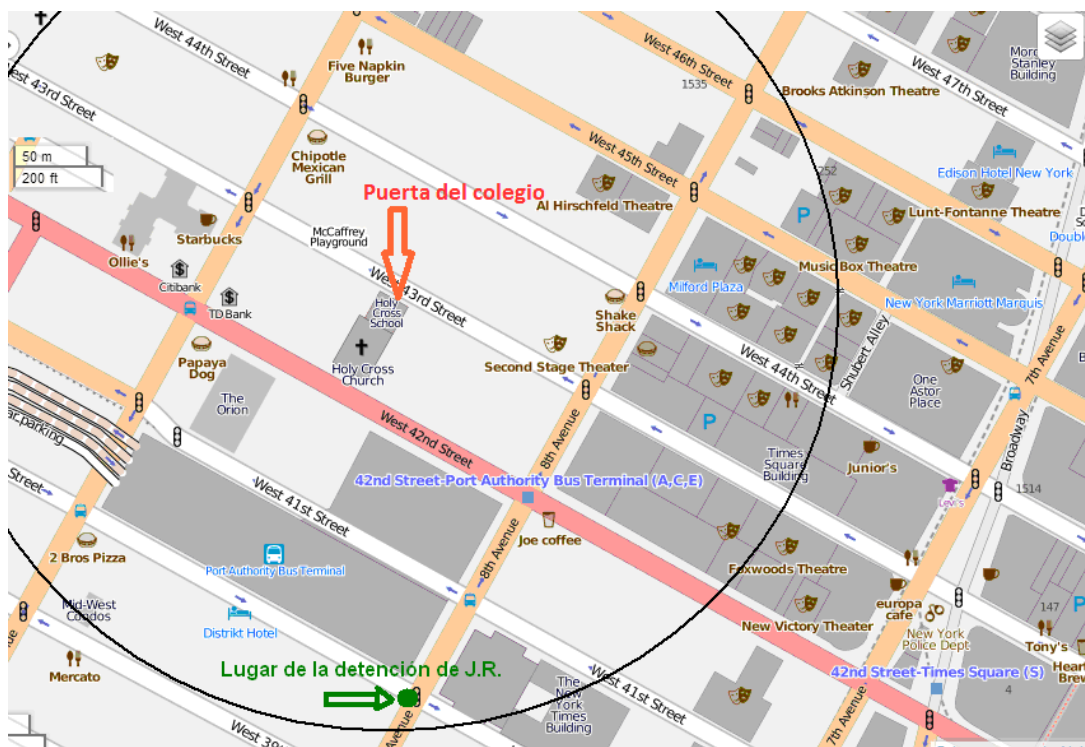 West 44th Street
Five Napkin
Burger
West 46th Street
1535
West 47th Street
Stanley
Building
Brooks Atkinson Theatre
est 43rd Street
50 m
200 ft
Chipotle
Mexican
Grill
West 45th Street
252
Edison Hotel New York
Puerta del colegio
Al Hirschfeld Theatre
P
Lunt-Fontanne Theatre
Starbucks
McCaffrey
Playground
Ollie's
Citibank
TD Bank
West 43rd Street
Holy
Cross
School
Music Box Theatre
Milford Plaza
New York Marriott Marquis
Shake
Shack
Shubert Alley
7th Avenue
Papaya
Dog
Holy Cross
Church
Second Stage Theater
West 44th Street
The
Orion
One
Astor
Place
West 42nd Street
8th Avenue
P
Broadway
ar parking
Times
Square
Building
Junior's
42nd Street-Port Authority Bus Terminal (A,C,E)
Levi's
1514
Street
West 41st Street
Joe coffee
2 Bros Pizza
Port Authority Bus Terminal
8th Avenue
Foxwoods Theatre
europa
cafe
147
P
Mid-West
Condos
Distrikt Hotel
New Victory Theater
New York
Police Dept
Tony's
Mercato
Lugar de la detención de J.R.
West 41st Street
42nd Street-Times Square (S)
4
The
New
York
Times
Building
West 39
Avenue
7th Avenue